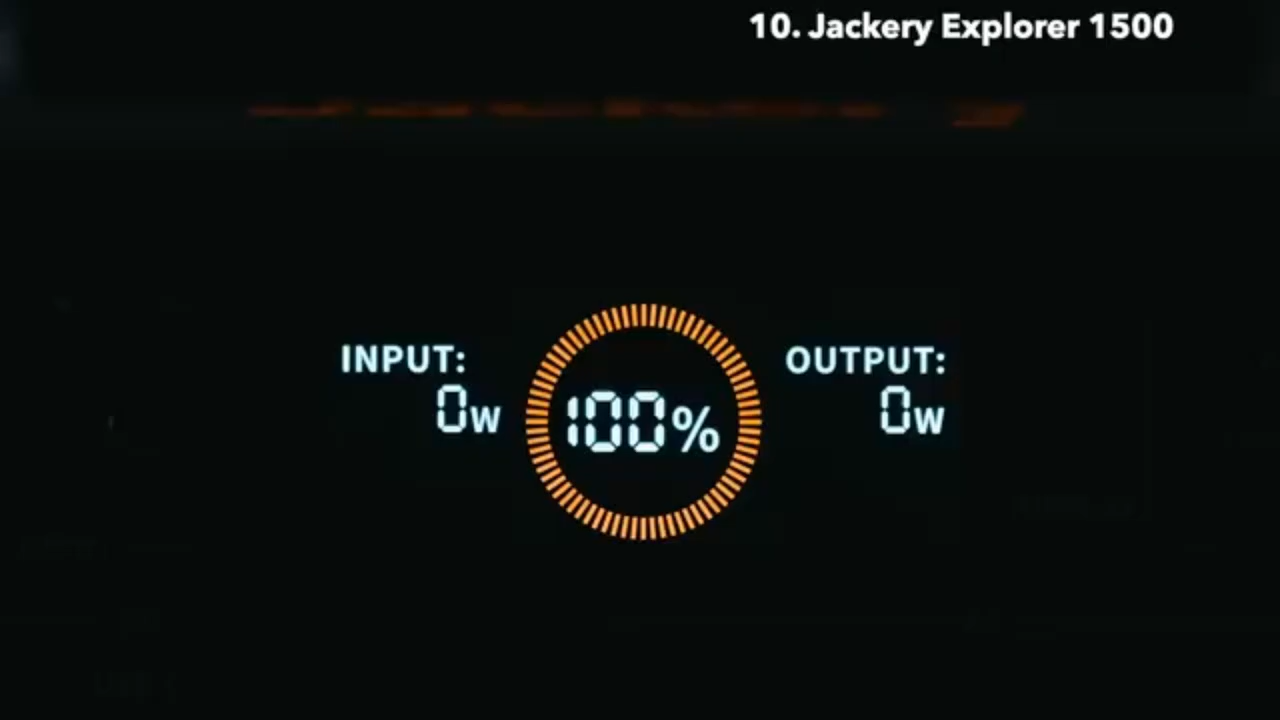 10. Jackery Explorer 1500
INPUT:
0W
100%
OUTPUT:
0W